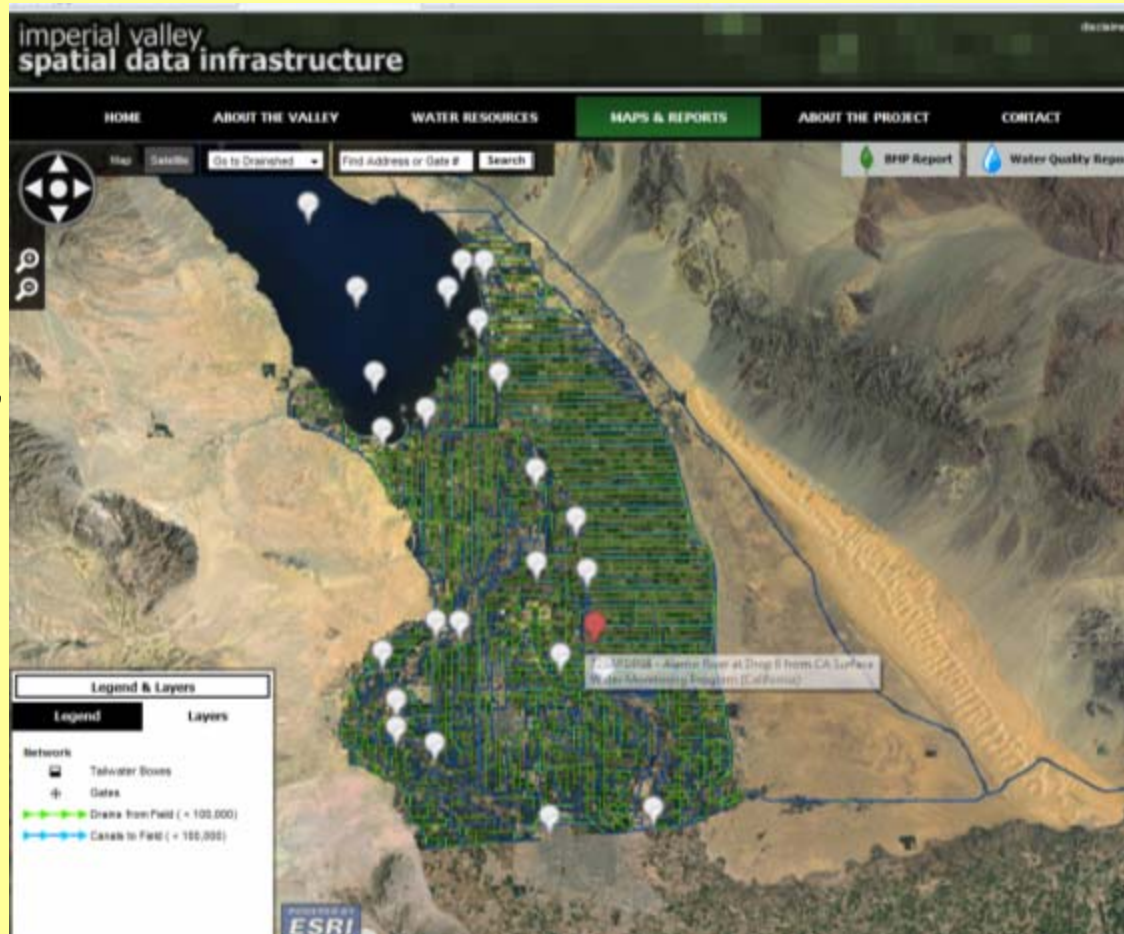 imperial valley
spatial data infrastructure
HOME ABOUT THE VALLEY WATER RESOURCES MAPS & REPORTS ABOUT THE PROJECT CONTACT
Map Satellite Go to Drainshed Find Address or Gate # Search BMP Report Water Quality Repo
Alamo River at Drop 6 from CA Surface
Water Monitoring Program (California)
Legend & Layers
Legend Layers
Network
Tailwater Boxes
Gates
Drains from Field ( < 100,000)
Canals to Field ( < 100,000)
POWERED BY
ESRI